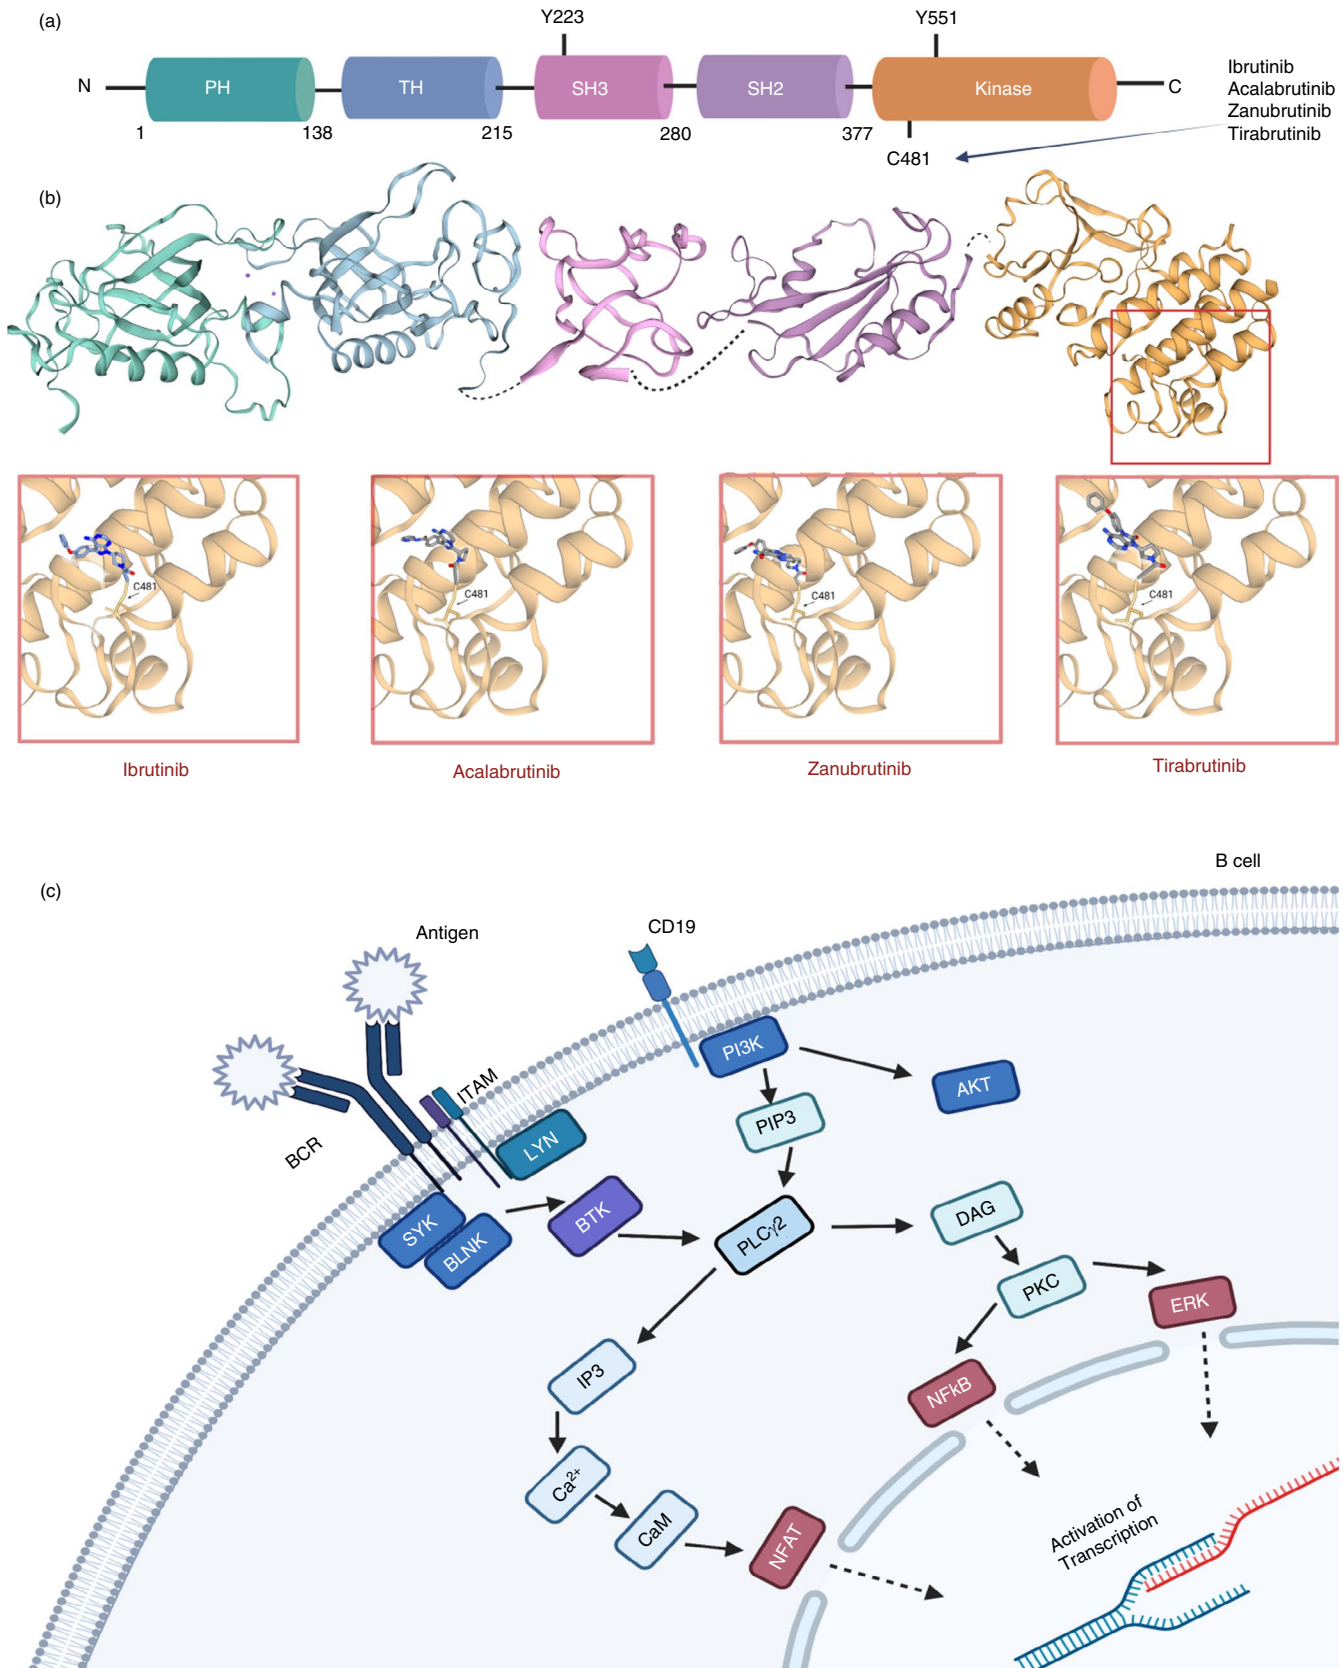 (a)
Y223
Y551
N
PH
TH
SH3
SH2
Kinase
C
1
138
215
280
377
C481
Ibrutinib
Acalabrutinib
Zanubrutinib
Tirabrutinib
(b)
C481
C481
C481
C481
Ibrutinib
Acalabrutinib
Zanubrutinib
Tirabrutinib
(c)
B cell
Antigen
CD19
ITAM
BCR
LYN
PI3K
AKT
PIP3
SYK
BLNK
BTK
PLCγ2
DAG
PKC
ERK
IP3
NFkB
Ca2+
CaM
NFAT
Activation of
Transcription